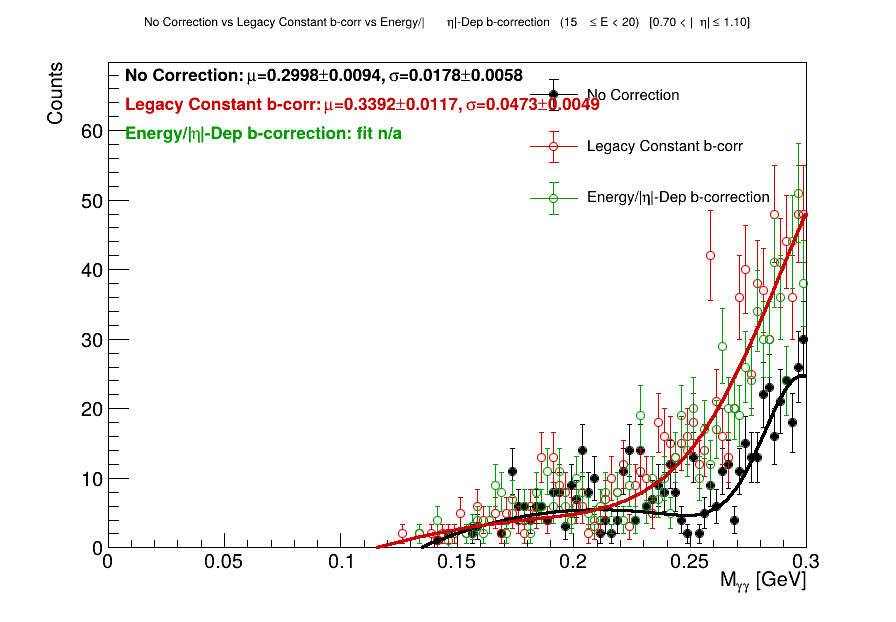 No Correction vs Legacy Constant b-corr vs Energy/| η|-Dep b-correction (15 ≤ E < 20) [0.70 < | η| ≤ 1.10]
Counts
No Correction: μ=0.2998±0.0094, σ=0.0178±0.0058
Legacy Constant b-corr: μ=0.3392±0.0117, σ=0.0473±0.0049
Energy/|η|-Dep b-correction: fit n/a
No Correction
Legacy Constant b-corr
Energy/|η|-Dep b-correction
60
50
40
30
20
10
0
0 0.05 0.1 0.15 0.2 0.25 0.3
Mγγ [GeV]